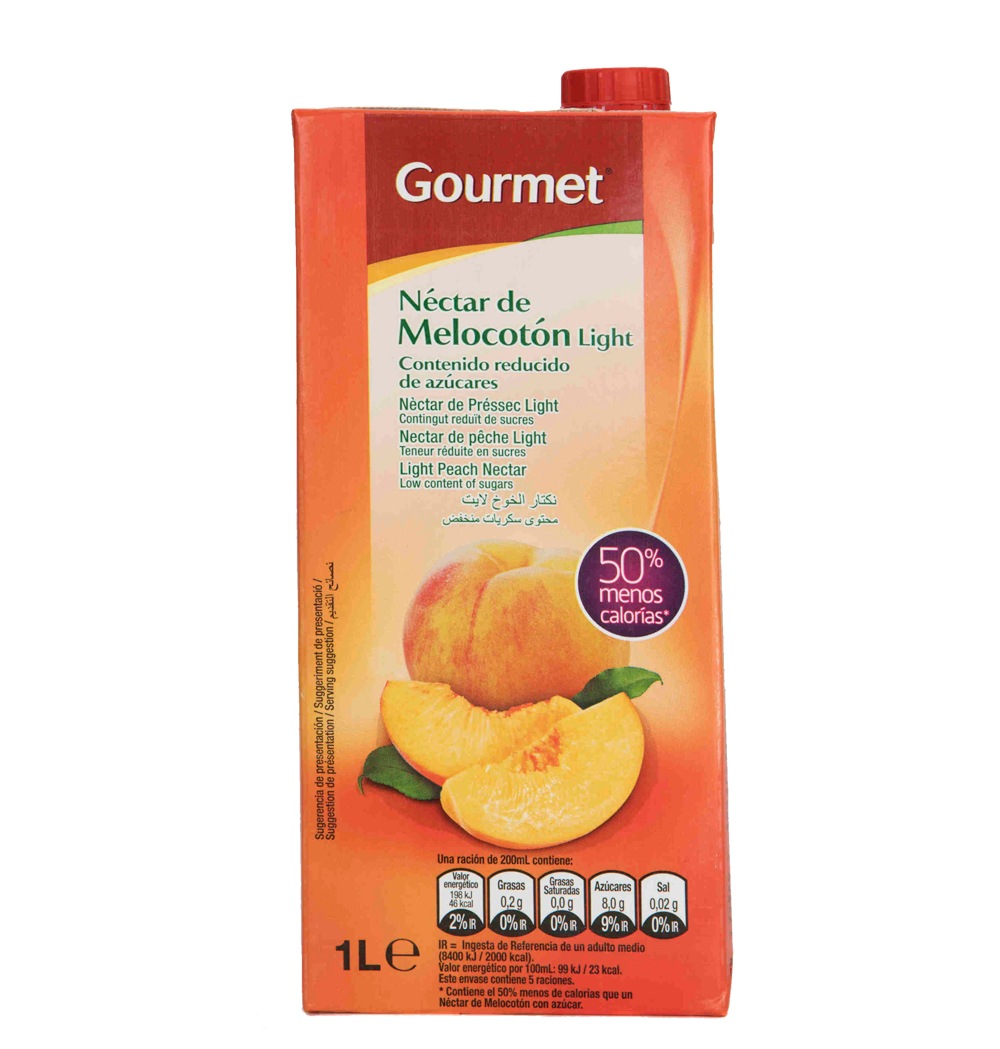 Gourmet®
Néctar de
Melocotón Light
Contenido reducido
de azúcares
Nèctar de Préssec Light
Contingut reduït de sucres
Nectar de pêche Light
Teneur réduite en sucres
Light Peach Nectar
Low content of sugars
نكتار الخوخ لايت
محتوى سكريات منخفض
50%
menos
calorías*
Sugerencia de presentación / Suggeriment de presentació /
Suggestion de présentation / Serving suggestion / نصائح التقديم
Una ración de 200mL contiene:
Valor
energético
198 kJ
46 kcal
2% IR
Grasas
0,2 g
0% IR
Grasas
Saturadas
0,0 g
0% IR
Azúcares
8,0 g
9% IR
Sal
0,02 g
0% IR
1L e
IR = Ingesta de Referencia de un adulto medio
(8400 kJ / 2000 kcal).
Valor energético por 100mL: 99 kJ / 23 kcal.
Este envase contiene 5 raciones.
* Contiene el 50% menos de calorías que un
Néctar de Melocotón con azúcar.